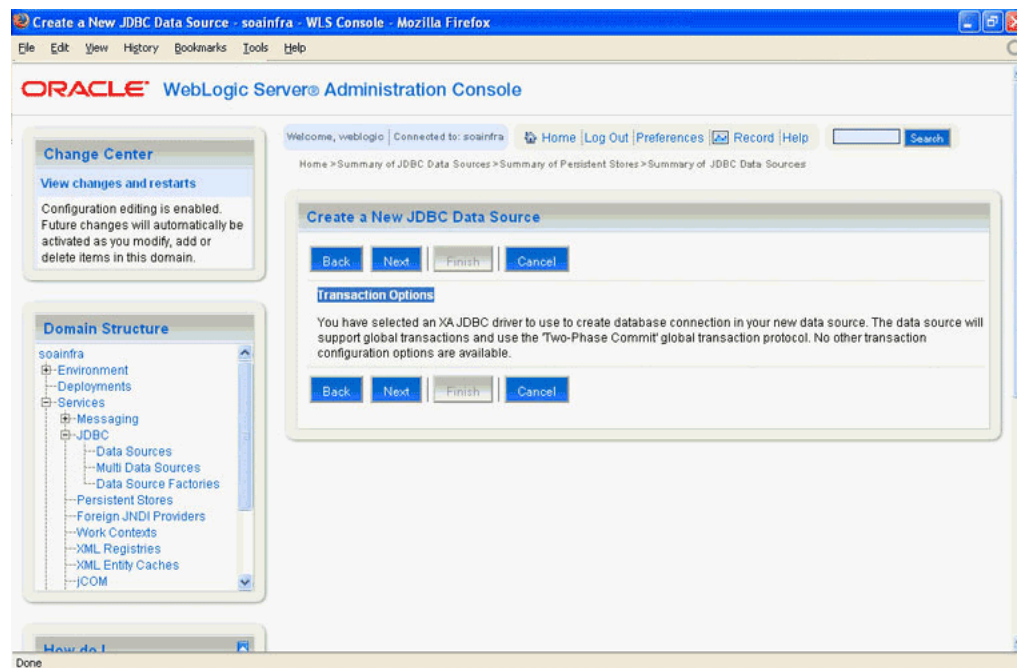 Create a New JDBC Data Source - soainfra - WLS Console - Mozilla Firefox
File Edit View History Bookmarks Tools Help
ORACLE® WebLogic Server® Administration Console
Change Center
View changes and restarts
Configuration editing is enabled.
Future changes will automatically be
activated as you modify, add or
delete items in this domain.
Domain Structure
soainfra
Environment
Deployments
Services
Messaging
JDBC
Data Sources
Multi Data Sources
Data Source Factories
Persistent Stores
Foreign JNDI Providers
Work Contexts
XML Registries
XML Entity Caches
jCOM
How do I
Welcome, weblogic Connected to: soainfra Home Log Out Preferences Record Help Search
Home >Summary of JDBC Data Sources >Summary of Persistent Stores >Summary of JDBC Data Sources
Create a New JDBC Data Source
Back Next Finish Cancel
Transaction Options
You have selected an XA JDBC driver to use to create database connection in your new data source. The data source will
support global transactions and use the 'Two-Phase Commit' global transaction protocol. No other transaction
configuration options are available.
Back Next Finish Cancel
Done